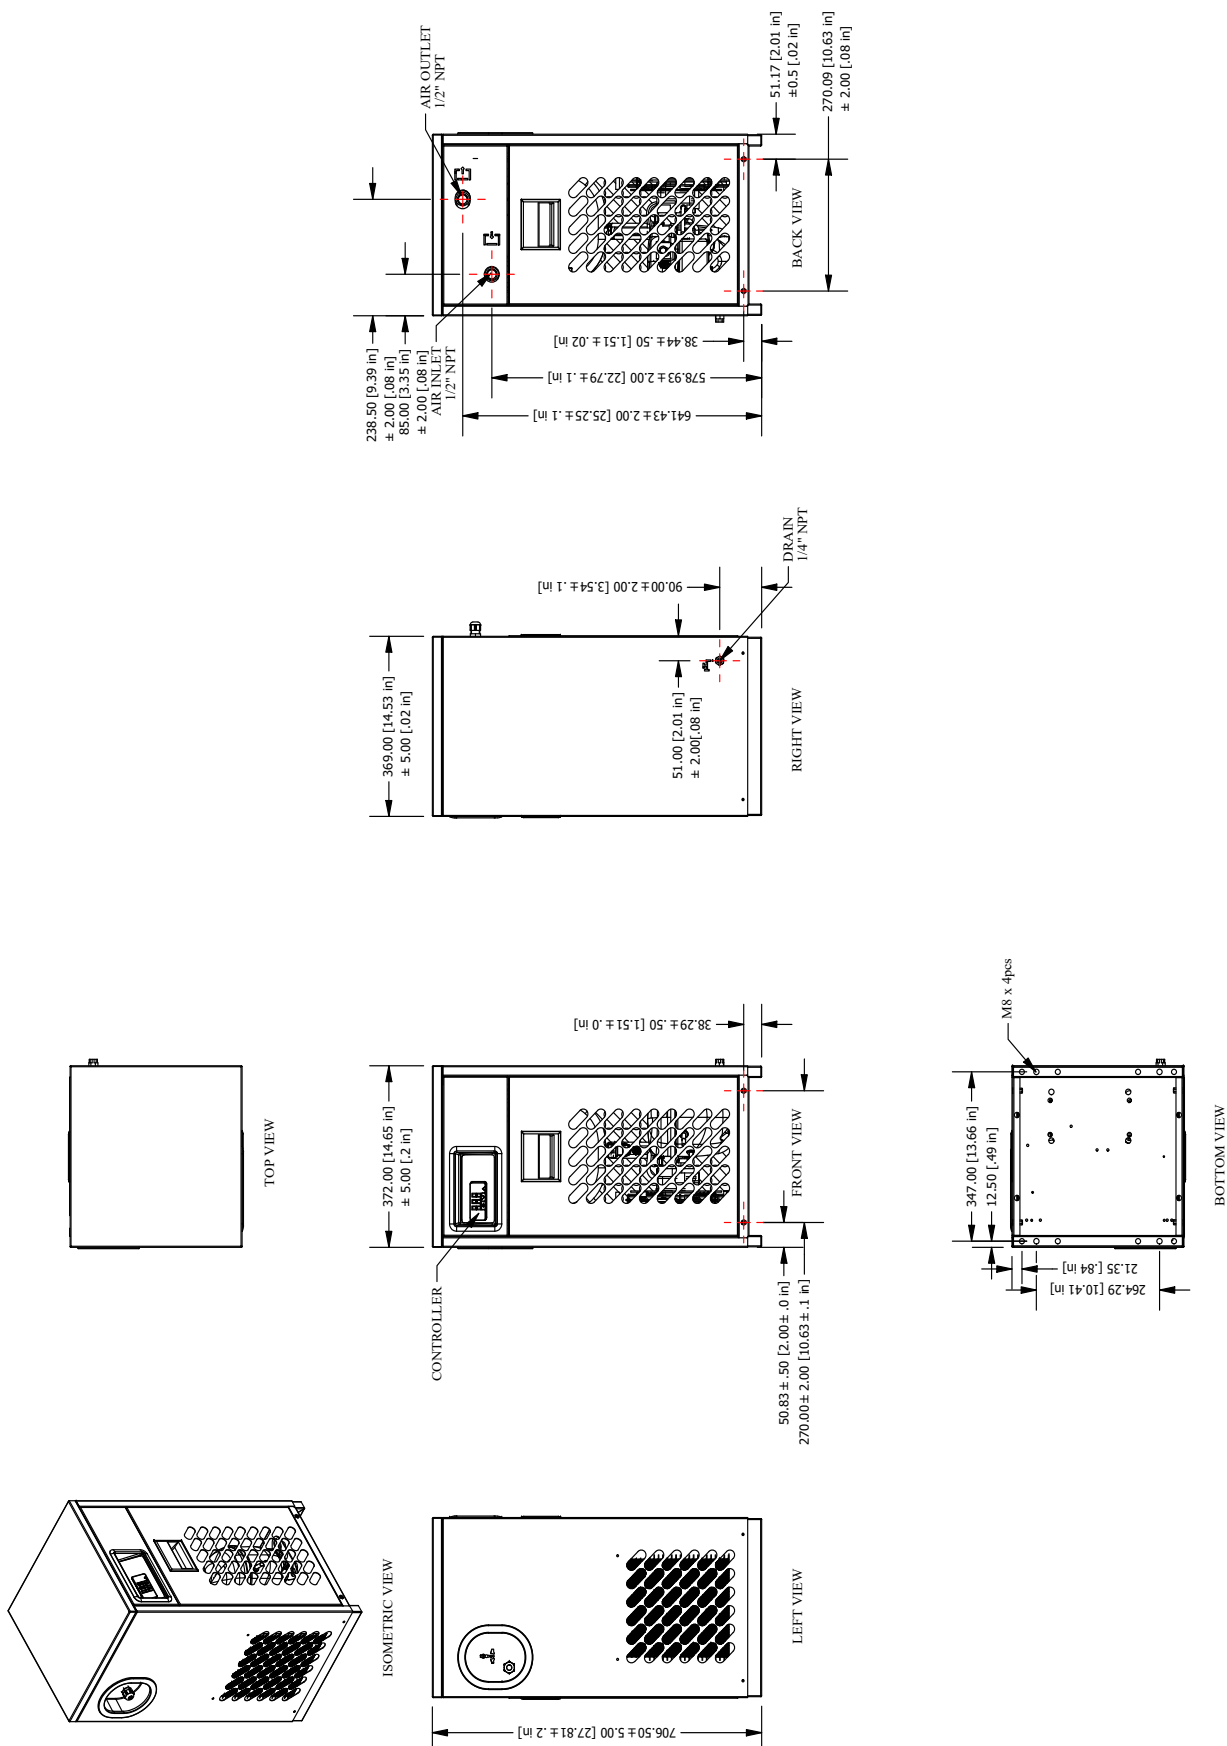 ISOMETRIC VIEW
TOP VIEW
706.50±5.00 [27.81±.2 in]
LEFT VIEW
CONTROLLER
372.00 [14.65 in]
± 5.00 [.2 in]
38.29±.50 [1.51±.0 in]
50.83±.50 [2.00±.0 in]
270.00±2.00 [10.63±.1 in]
FRONT VIEW
369.00 [14.53 in]
± 5.00 [.02 in]
51.00 [2.01 in]
± 2.00[.08 in]
90.00±2.00 [3.54±.1 in]
DRAIN
1/4" NPT
RIGHT VIEW
238.50 [9.39 in]
± 2.00 [.08 in]
85.00 [3.35 in]
± 2.00 [.08 in]
AIR INLET
1/2" NPT
AIR OUTLET
1/2" NPT
641.43±2.00 [25.25±.1 in]
578.93±2.00 [22.79±.1 in]
38.44±.50 [1.51±.02 in]
51.17 [2.01 in]
±0.5 [.02 in]
270.09 [10.63 in]
± 2.00 [.08 in]
BACK VIEW
M8 x 4pcs
347.00 [13.66 in]
12.50 [.49 in]
21.35 [.84 in]
264.29 [10.41 in]
BOTTOM VIEW